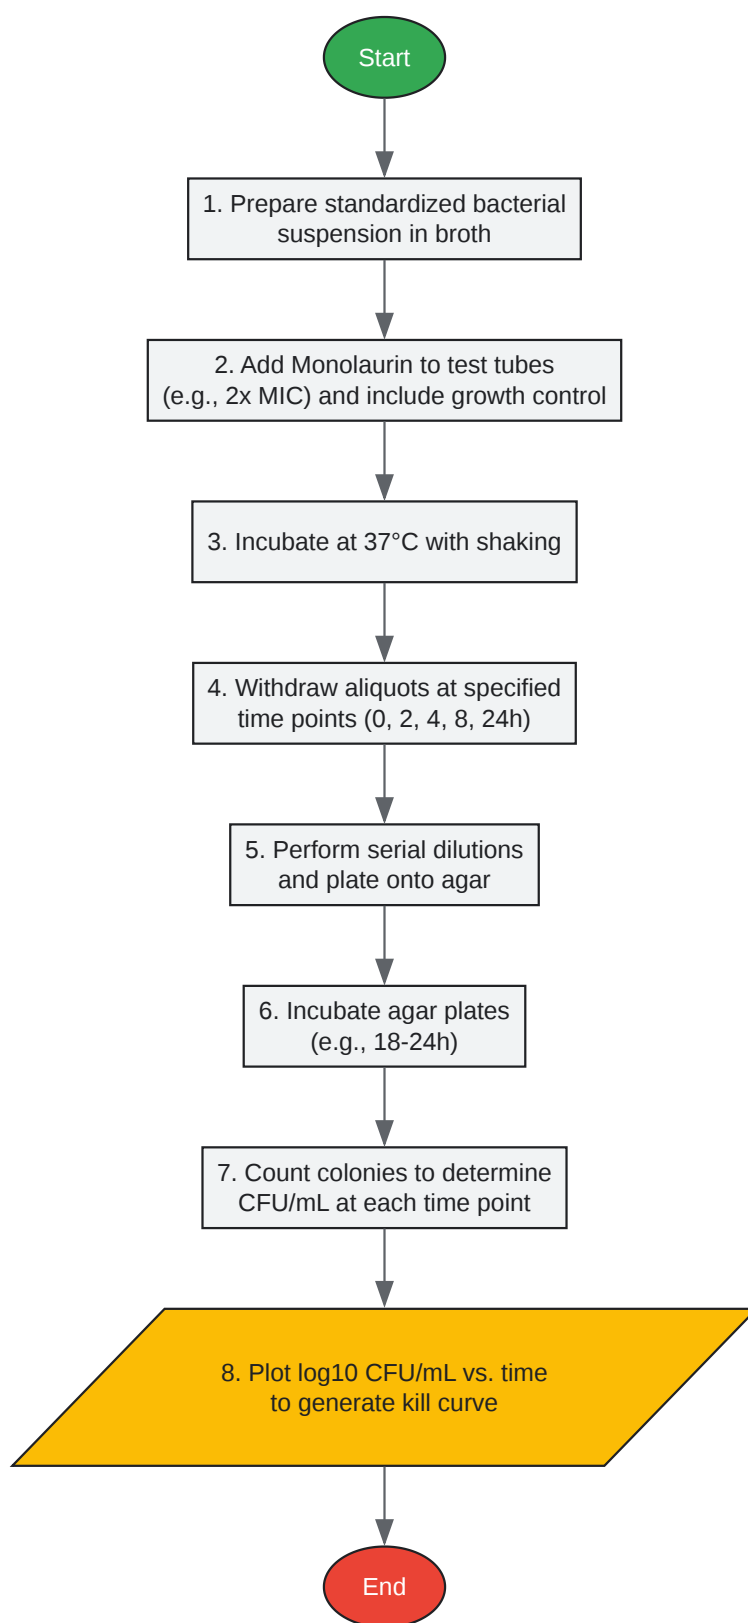 Start
1. Prepare standardized bacterial
suspension in broth
2. Add Monolaurin to test tubes
(e.g., 2x MIC) and include growth control
3. Incubate at 37°C with shaking
4. Withdraw aliquots at specified
time points (0, 2, 4, 8, 24h)
5. Perform serial dilutions
and plate onto agar
6. Incubate agar plates
(e.g., 18-24h)
7. Count colonies to determine
CFU/mL at each time point
8. Plot log10 CFU/mL vs. time
to generate kill curve
End